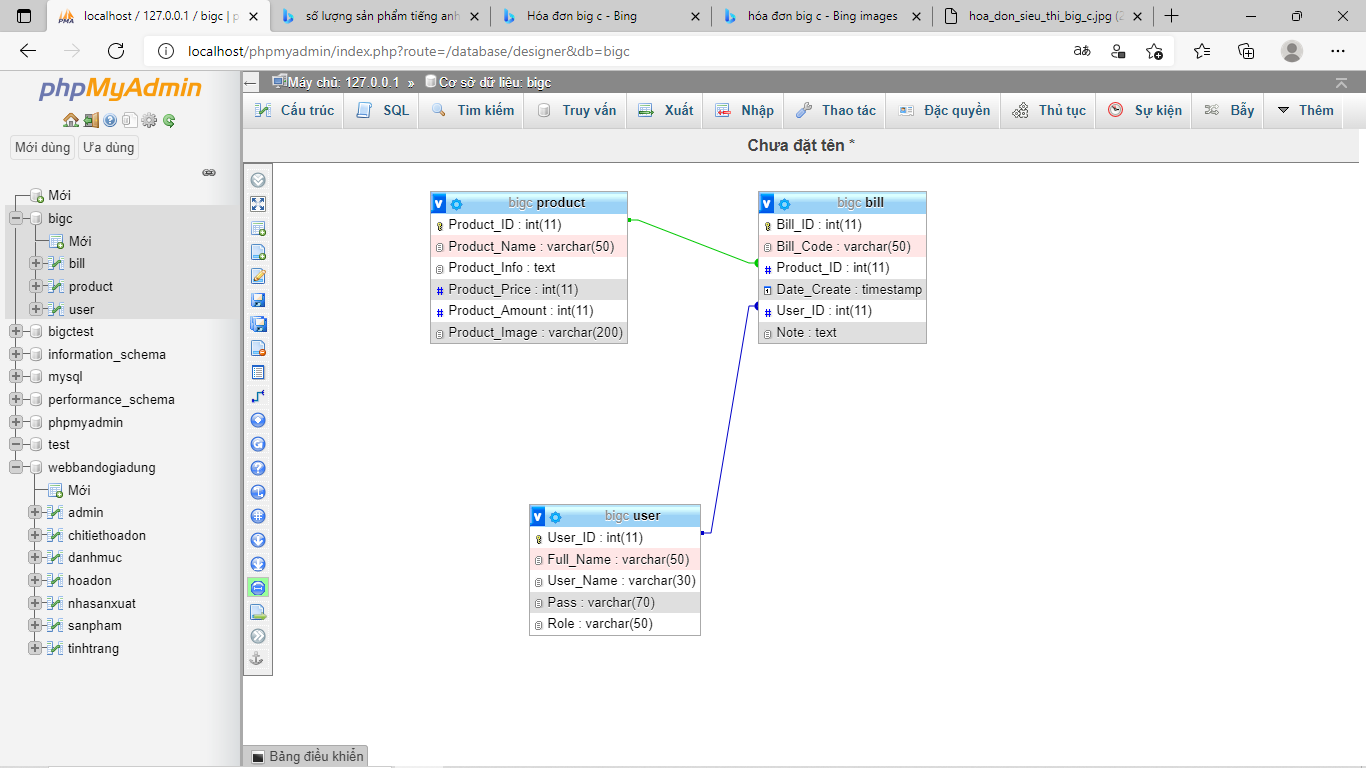 localhost / 127.0.0.1 / bigc | p
số lượng sản phẩm tiếng anh
Hóa đơn big c - Bing
hóa đơn big c - Bing images
hoa_don_sieu_thi_big_c.jpg (2
localhost/phpmyadmin/index.php?route=/database/designer&db=bigc
phpMyAdmin
Mới dùng
Ưa dùng
Mới
bigc
Mới
bill
product
user
bigctest
information_schema
mysql
performance_schema
phpmyadmin
test
webbandogiadung
Mới
admin
chitiethoadon
danhmuc
hoadon
nhasanxuat
sanpham
tinhtrang
Máy chủ: 127.0.0.1 » Cơ sở dữ liệu: bigc
Cấu trúc SQL Tìm kiếm Truy vấn Xuất Nhập Thao tác Đặc quyền Thủ tục Sự kiện Bẫy Thêm
Chưa đặt tên *
bigc product
Product_ID : int(11)
Product_Name : varchar(50)
Product_Info : text
Product_Price : int(11)
Product_Amount : int(11)
Product_Image : varchar(200)
bigc bill
Bill_ID : int(11)
Bill_Code : varchar(50)
Product_ID : int(11)
Date_Create : timestamp
User_ID : int(11)
Note : text
bigc user
User_ID : int(11)
Full_Name : varchar(50)
User_Name : varchar(30)
Pass : varchar(70)
Role : varchar(50)
Bảng điều khiển